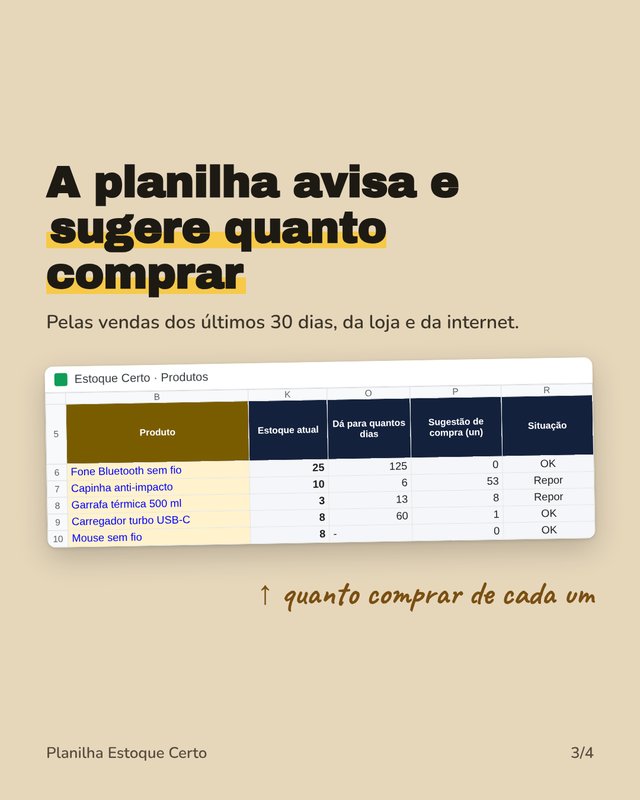 A planilha avisa e
sugere quanto
comprar
Pelas vendas dos últimos 30 dias, da loja e da internet.
Estoque Certo · Produtos
B K O P R
5 Produto Estoque atual Dá para quantos dias Sugestão de compra (un) Situação
6 Fone Bluetooth sem fio 25 125 0 OK
7 Capinha anti-impacto 10 6 53 Repor
8 Garrafa térmica 500 ml 3 13 8 Repor
9 Carregador turbo USB-C 8 60 1 OK
10 Mouse sem fio 8 - 0 OK
↑ quanto comprar de cada um
Planilha Estoque Certo 3/4